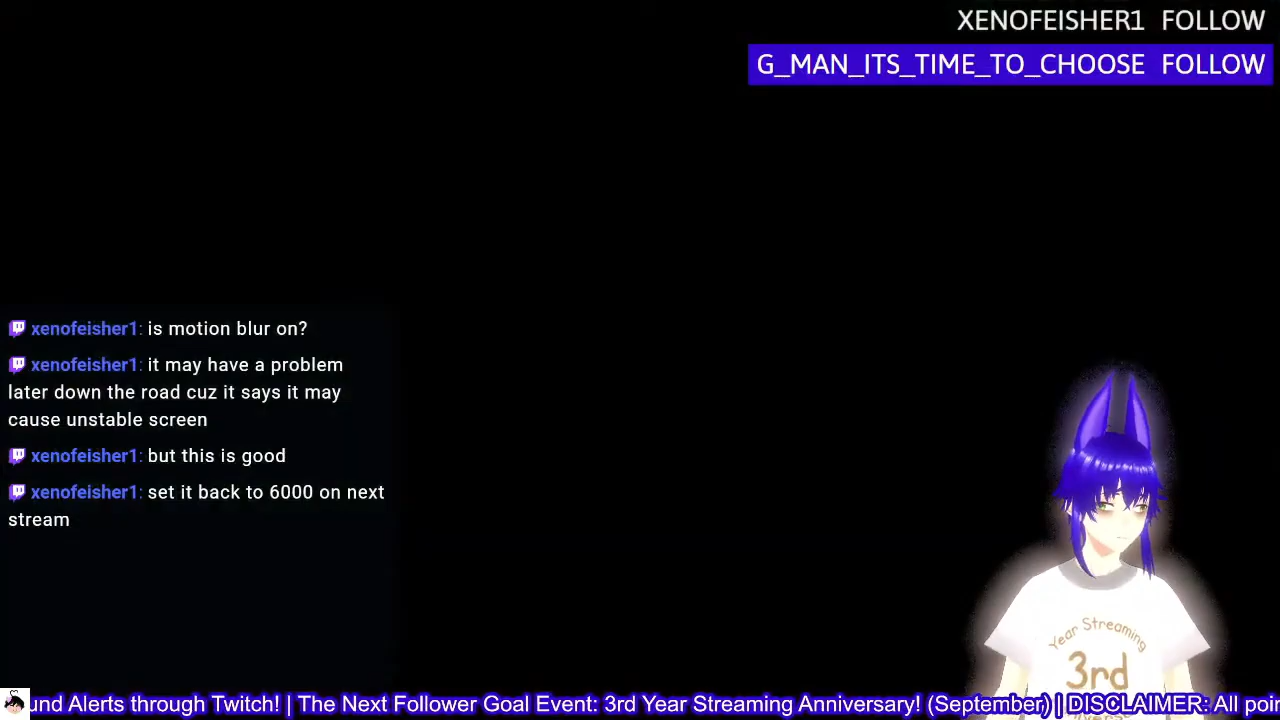 XENOFEISHER1 FOLLOW
G_MAN_ITS_TIME_TO_CHOOSE FOLLOW
xenofeisher1: is motion blur on?
xenofeisher1: it may have a problem
later down the road cuz it says it may
cause unstable screen
xenofeisher1: but this is good
xenofeisher1: set it back to 6000 on next
stream
Year Streaming
3rd
und Alerts through Twitch! | The Next Follower Goal Event: 3rd Year Streaming Anniversary! (September) | DISCLAIMER: All poin